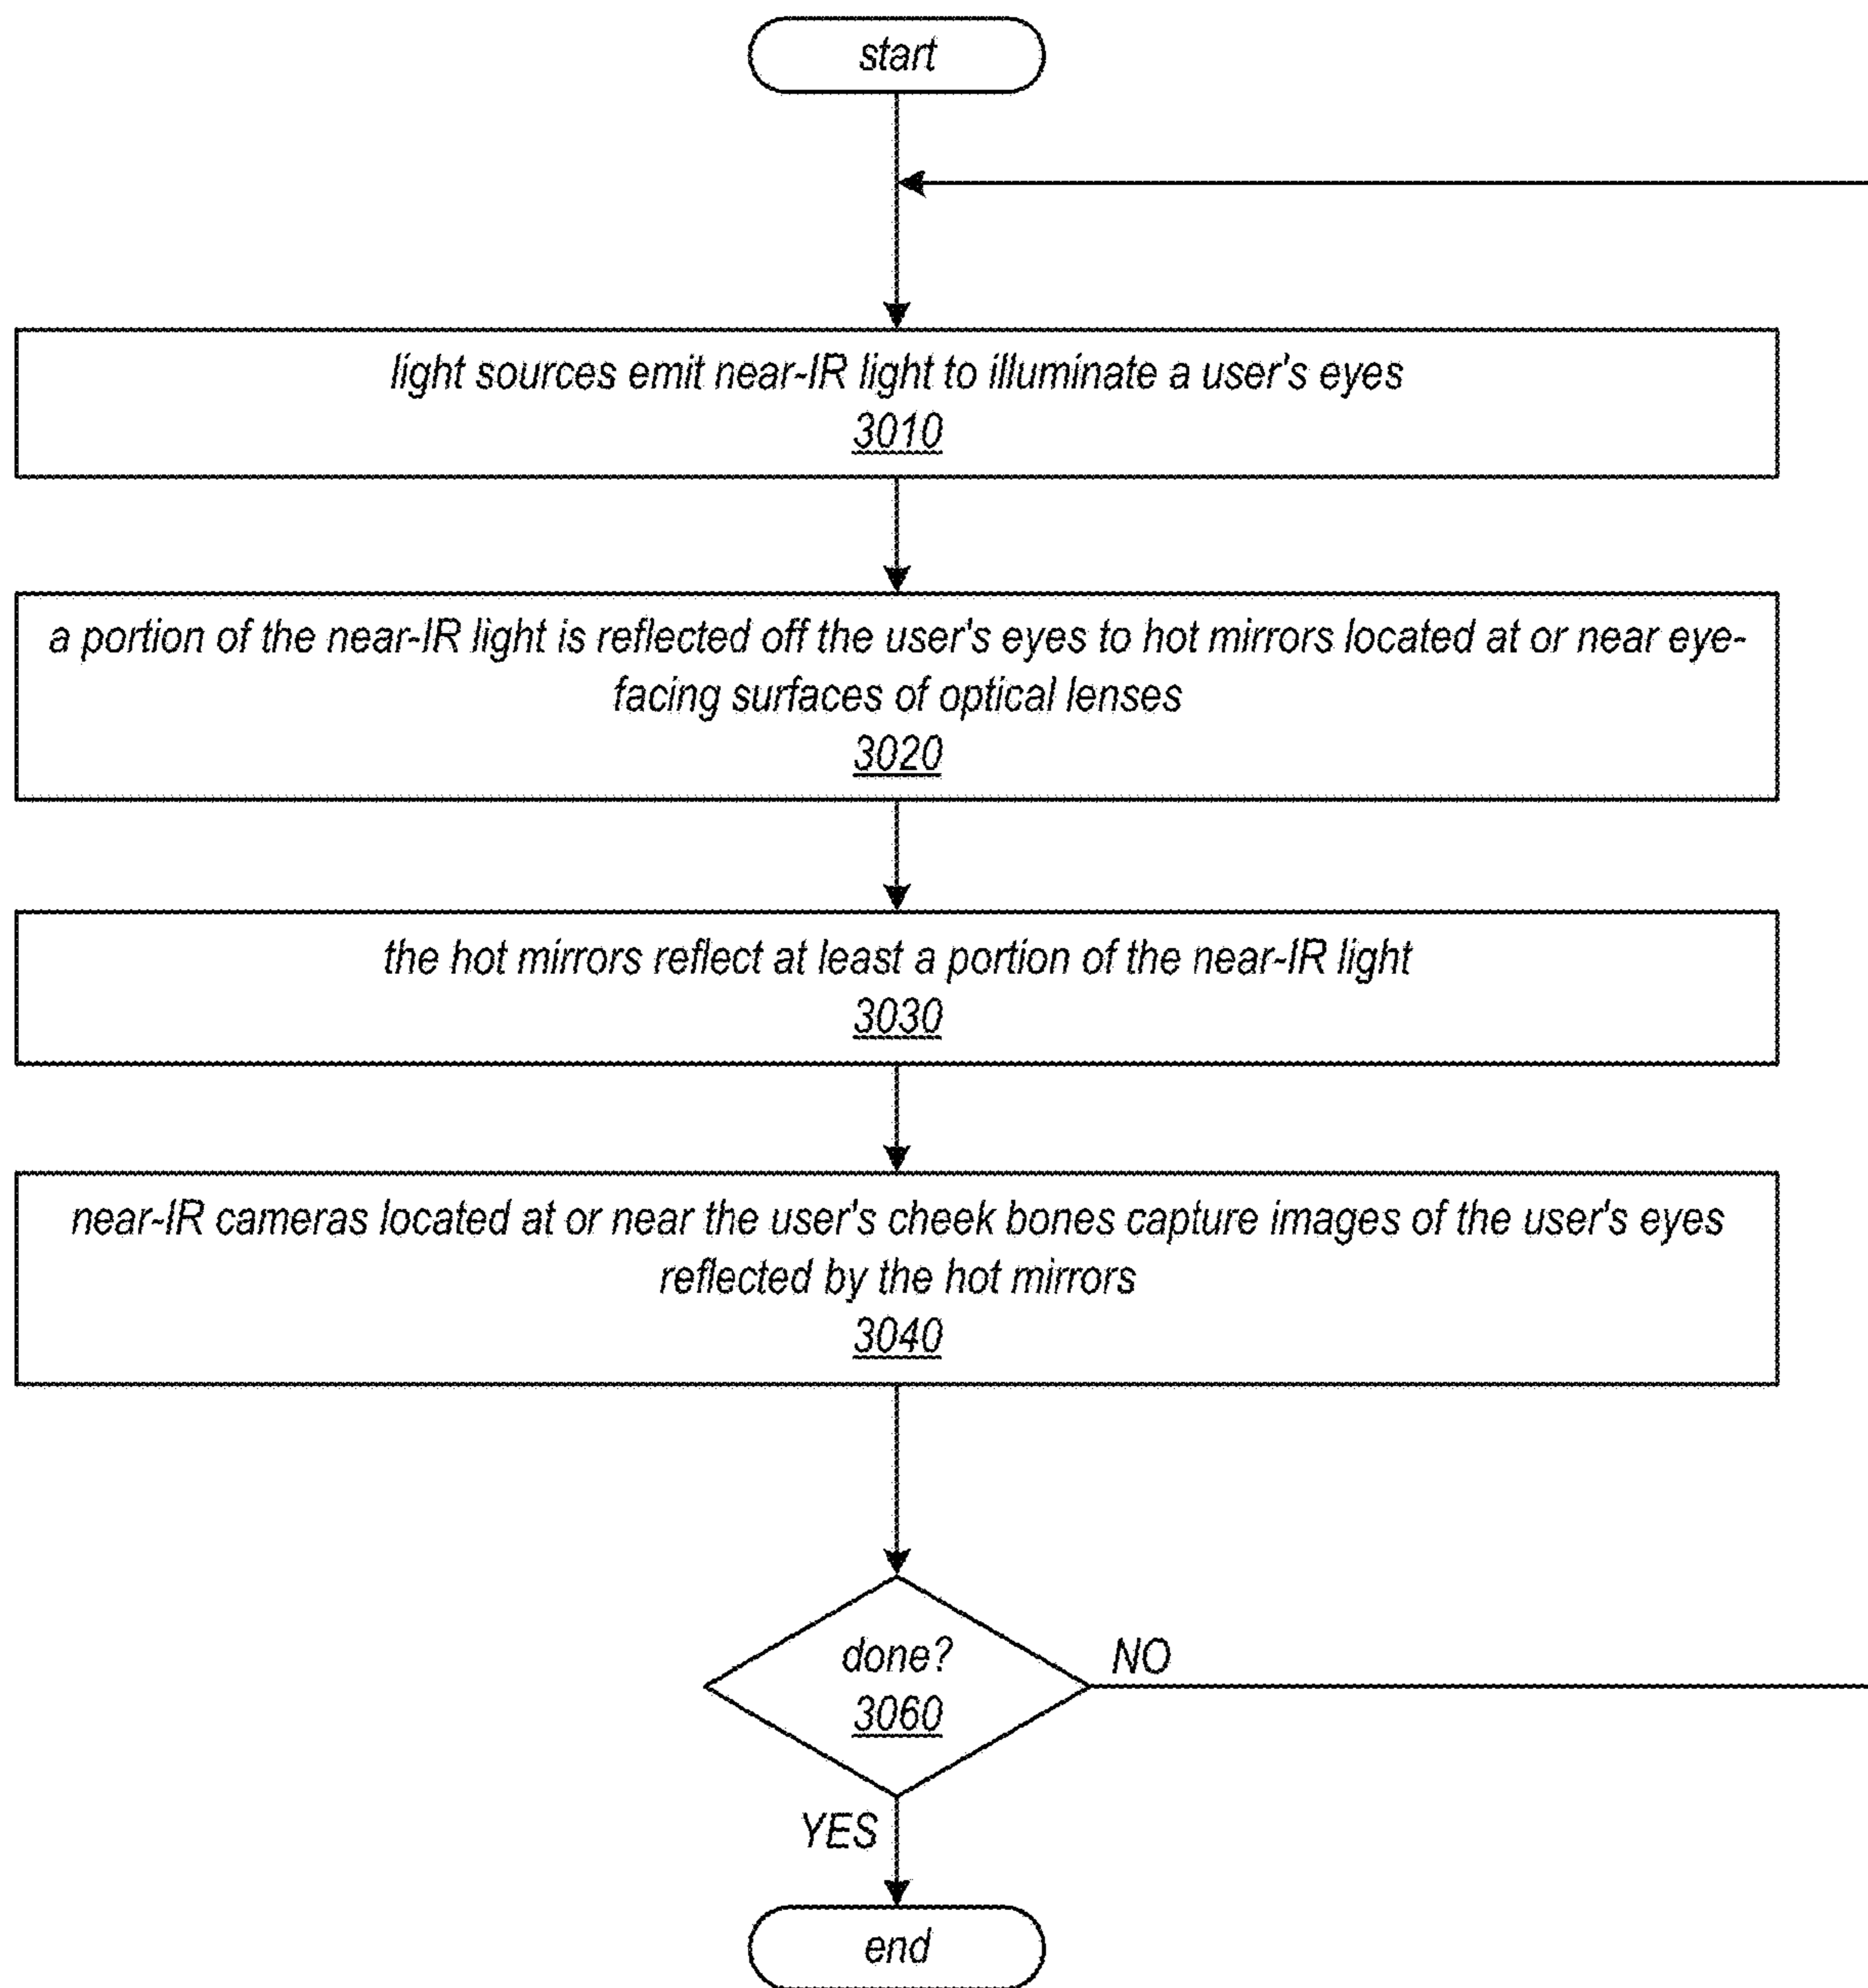 start
light sources emit near-IR light to illuminate a user's eyes
3010
a portion of the near-IR light is reflected off the user's eyes to hot mirrors located at or near eye-
facing surfaces of optical lenses
3020
the hot mirrors reflect at least a portion of the near-IR light
3030
near-IR cameras located at or near the user's cheek bones capture images of the user's eyes
reflected by the hot mirrors
3040
done?
3060
NO
YES
end